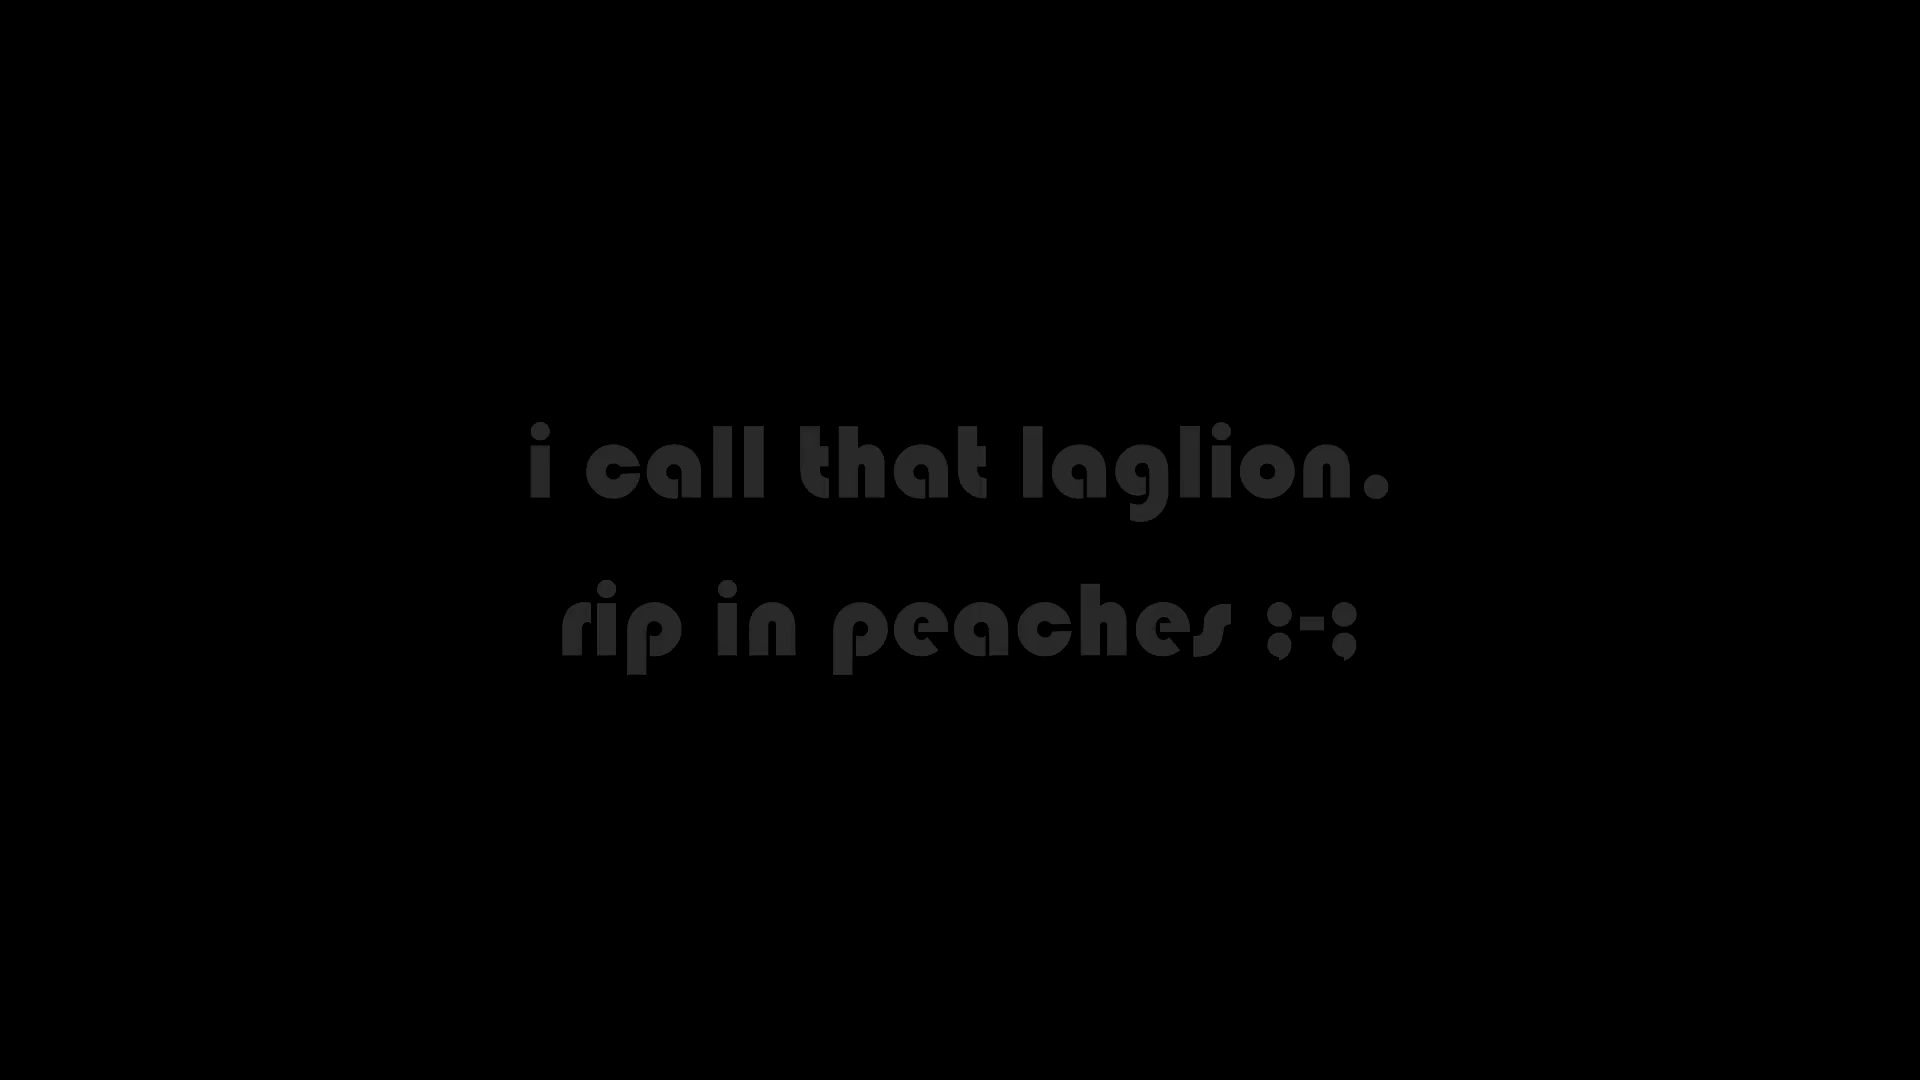 i call that laglion.
rip in peaches ;-;